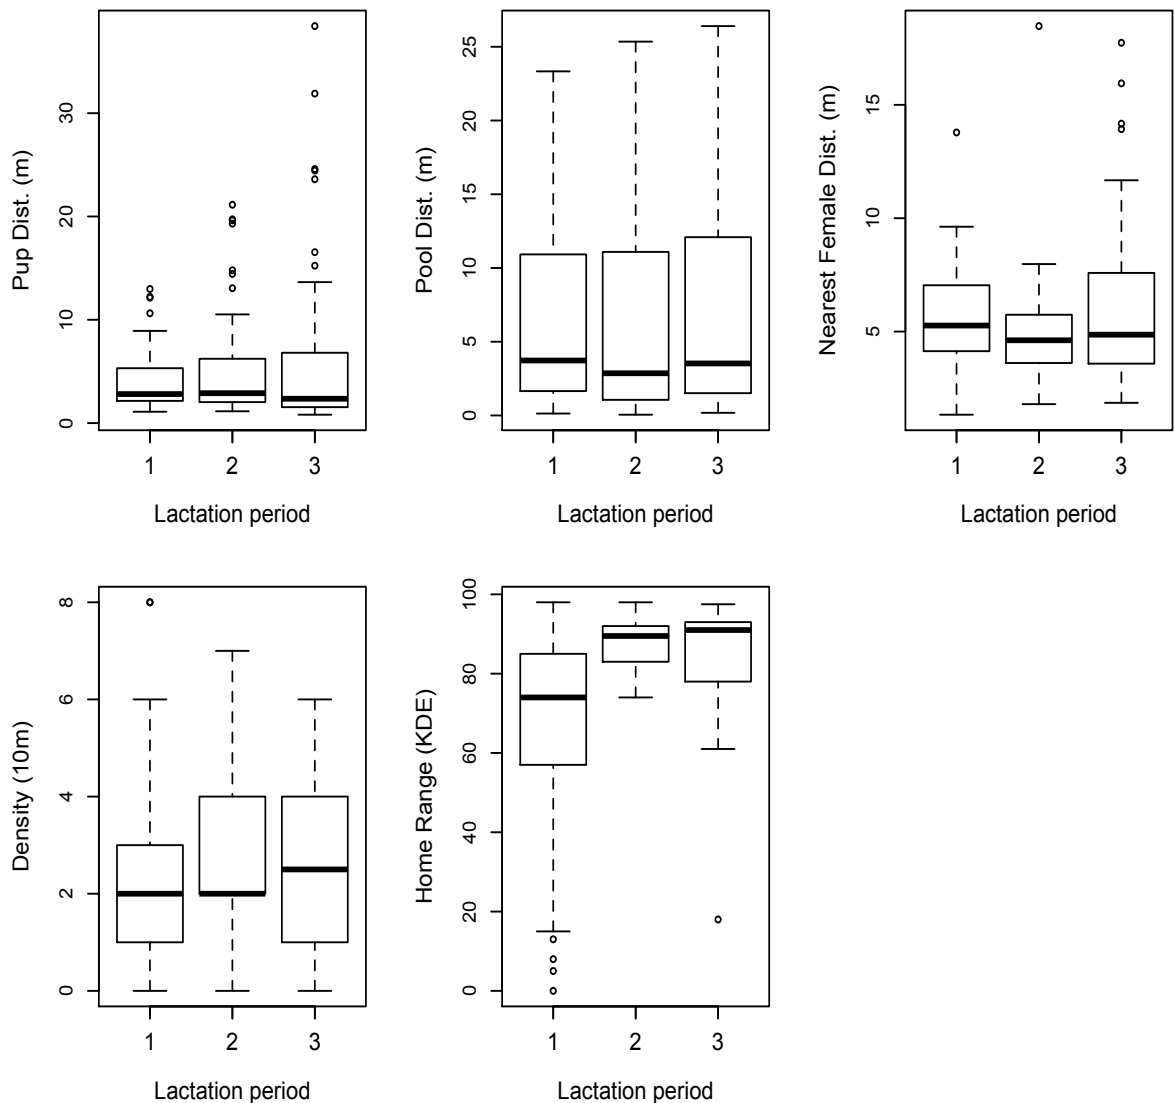 Pup Dist. (m)
0
10
20
30
1 2 3
Lactation period
Pool Dist. (m)
0
5
10
15
20
25
1 2 3
Lactation period
Nearest Female Dist. (m)
5
10
15
1 2 3
Lactation period
Density (10m)
0
2
4
6
8
1 2 3
Lactation period
Home Range (KDE)
0
20
40
60
80
100
1 2 3
Lactation period